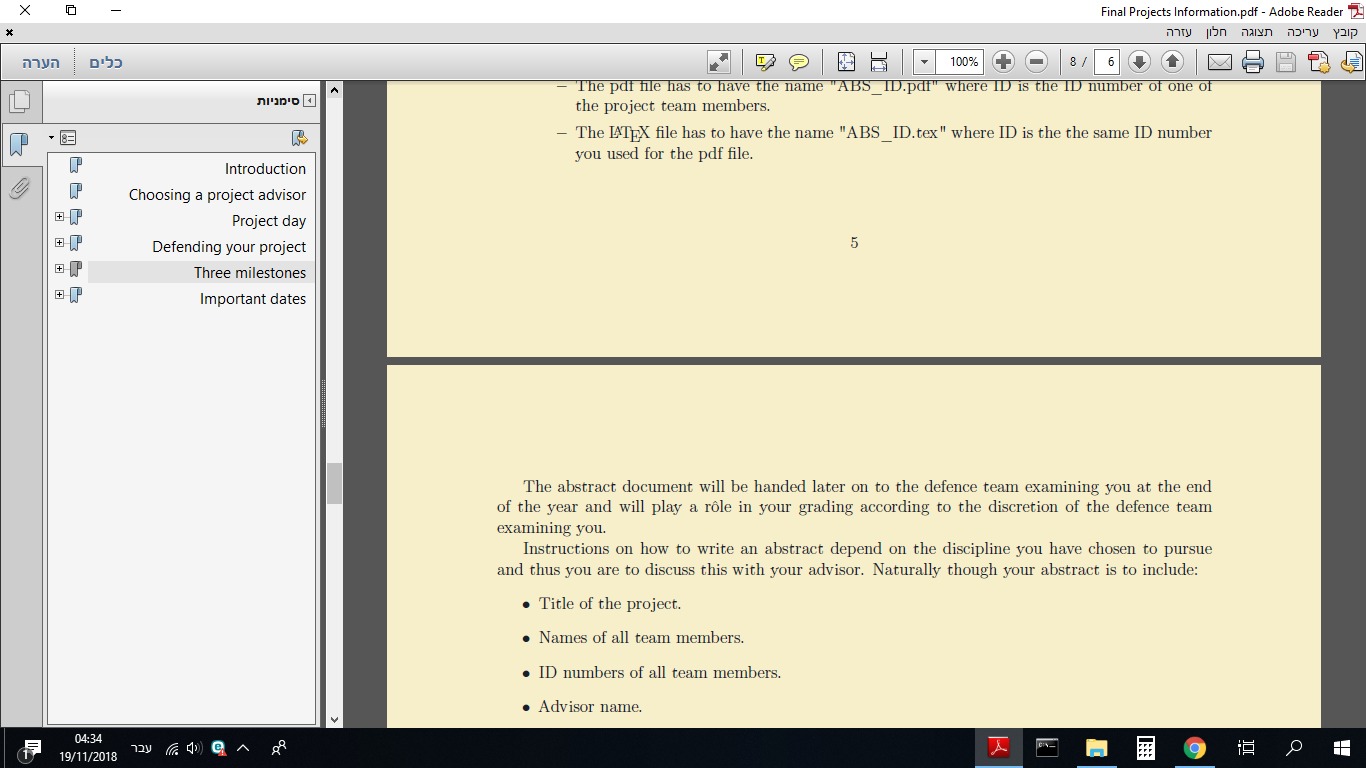 Final Projects Information.pdf - Adobe Reader
קובץ עריכה תצוגה חלון עזרה
הערה כלים
100%
8 / 6
סימניות
Introduction
Choosing a project advisor
Project day
Defending your project
Three milestones
Important dates
– The pdf file has to have the name "ABS_ID.pdf" where ID is the ID number of one of
the project team members.
– The LATEX file has to have the name "ABS_ID.tex" where ID is the the same ID number
you used for the pdf file.
5
The abstract document will be handed later on to the defence team examining you at the end
of the year and will play a rôle in your grading according to the discretion of the defence team
examining you.
Instructions on how to write an abstract depend on the discipline you have chosen to pursue
and thus you are to discuss this with your advisor. Naturally though your abstract is to include:
• Title of the project.
• Names of all team members.
• ID numbers of all team members.
• Advisor name.
1
04:34
19/11/2018
עבר